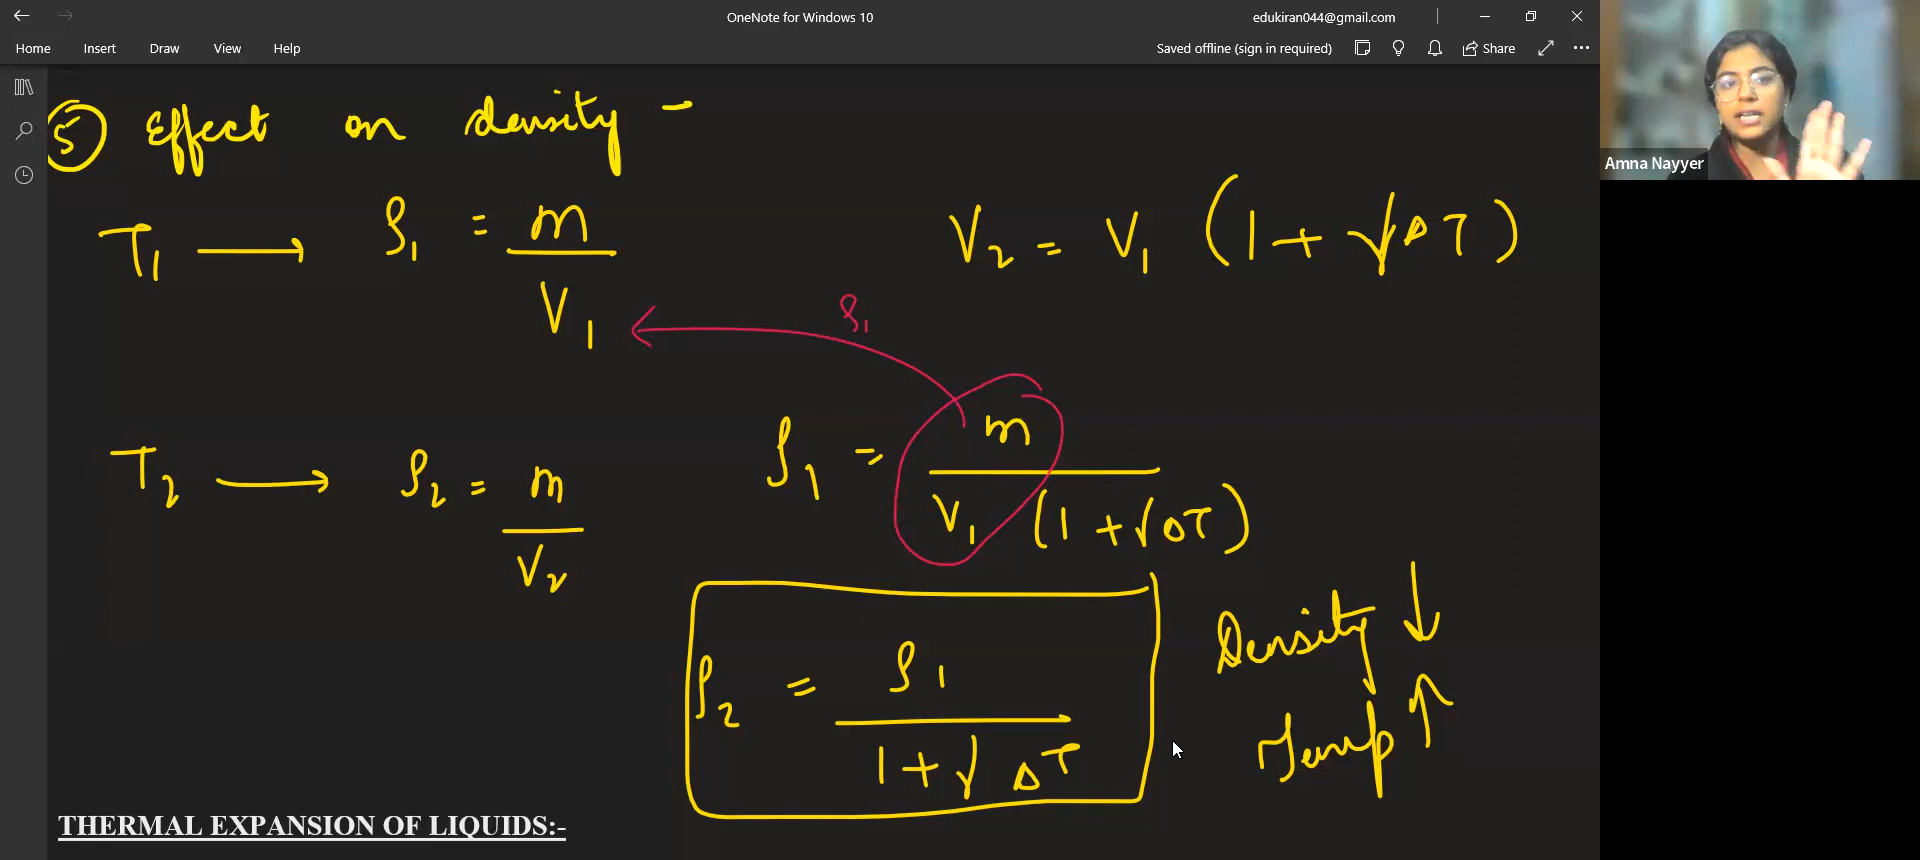 OneNote for Windows 10
edukiran044@gmail.com
Home Insert Draw View Help
Saved offline (sign in required)
Share
Amna Nayyer
5 Effect on density -
T₁ ⟶ ρ₁ = m / V₁
V₂ = V₁ (1 + γΔT)
ρ₁
T₂ ⟶ ρ₂ = m / V₂
ρ₁ = m / V₁ (1 + γΔT)
ρ₂ = ρ₁ / 1 + γ ΔT
Density ↓
Temp ↑
THERMAL EXPANSION OF LIQUIDS:-